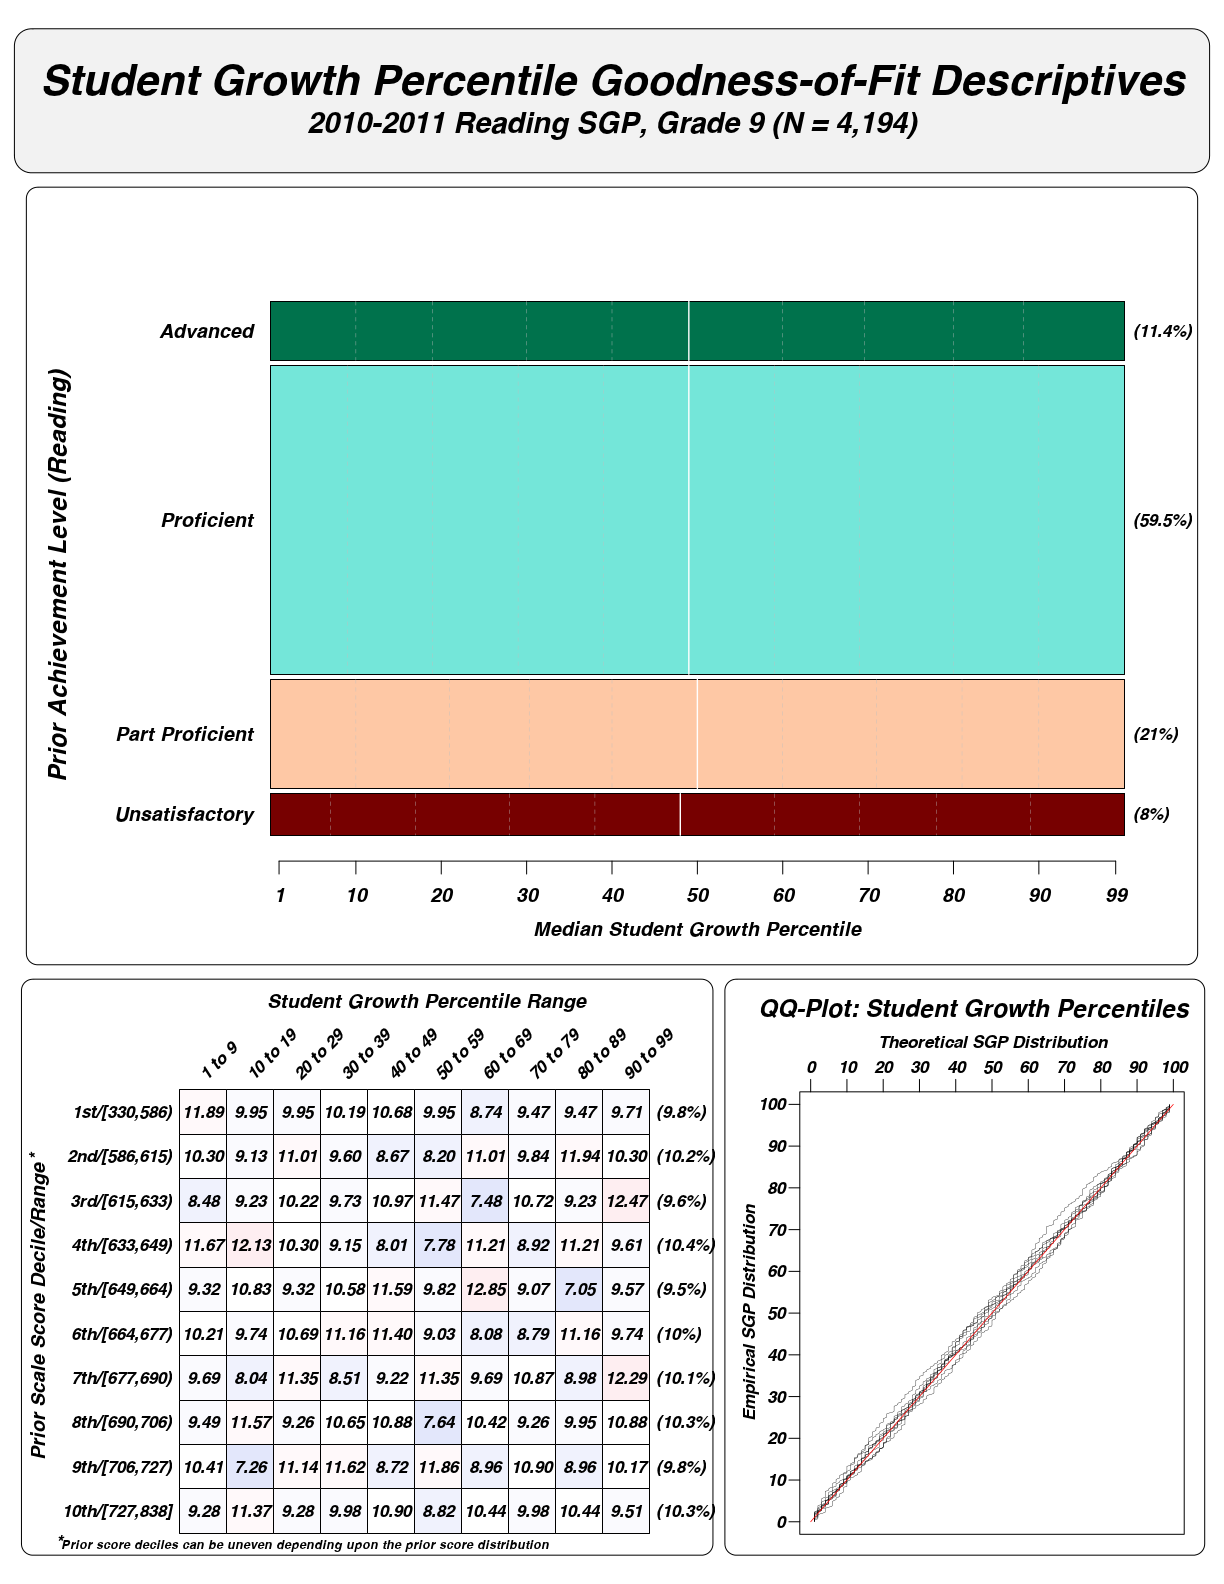 Student Growth Percentile Goodness-of-Fit Descriptives
2010-2011 Reading SGP, Grade 9 (N = 4,194)
Prior Achievement Level (Reading)
Advanced (11.4%)
Proficient (59.5%)
Part Proficient (21%)
Unsatisfactory (8%)
1 10 20 30 40 50 60 70 80 90 99
Median Student Growth Percentile
Student Growth Percentile Range
1 to 9 10 to 19 20 to 29 30 to 39 40 to 49 50 to 59 60 to 69 70 to 79 80 to 89 90 to 99
Prior Scale Score Decile/Range*
1st/[330,586) 11.89 9.95 9.95 10.19 10.68 9.95 8.74 9.47 9.47 9.71 (9.8%)
2nd/[586,615) 10.30 9.13 11.01 9.60 8.67 8.20 11.01 9.84 11.94 10.30 (10.2%)
3rd/[615,633) 8.48 9.23 10.22 9.73 10.97 11.47 7.48 10.72 9.23 12.47 (9.6%)
4th/[633,649) 11.67 12.13 10.30 9.15 8.01 7.78 11.21 8.92 11.21 9.61 (10.4%)
5th/[649,664) 9.32 10.83 9.32 10.58 11.59 9.82 12.85 9.07 7.05 9.57 (9.5%)
6th/[664,677) 10.21 9.74 10.69 11.16 11.40 9.03 8.08 8.79 11.16 9.74 (10%)
7th/[677,690) 9.69 8.04 11.35 8.51 9.22 11.35 9.69 10.87 8.98 12.29 (10.1%)
8th/[690,706) 9.49 11.57 9.26 10.65 10.88 7.64 10.42 9.26 9.95 10.88 (10.3%)
9th/[706,727) 10.41 7.26 11.14 11.62 8.72 11.86 8.96 10.90 8.96 10.17 (9.8%)
10th/[727,838] 9.28 11.37 9.28 9.98 10.90 8.82 10.44 9.98 10.44 9.51 (10.3%)
*Prior score deciles can be uneven depending upon the prior score distribution
QQ-Plot: Student Growth Percentiles
Theoretical SGP Distribution
0 10 20 30 40 50 60 70 80 90 100
Empirical SGP Distribution
100
90
80
70
60
50
40
30
20
10
0